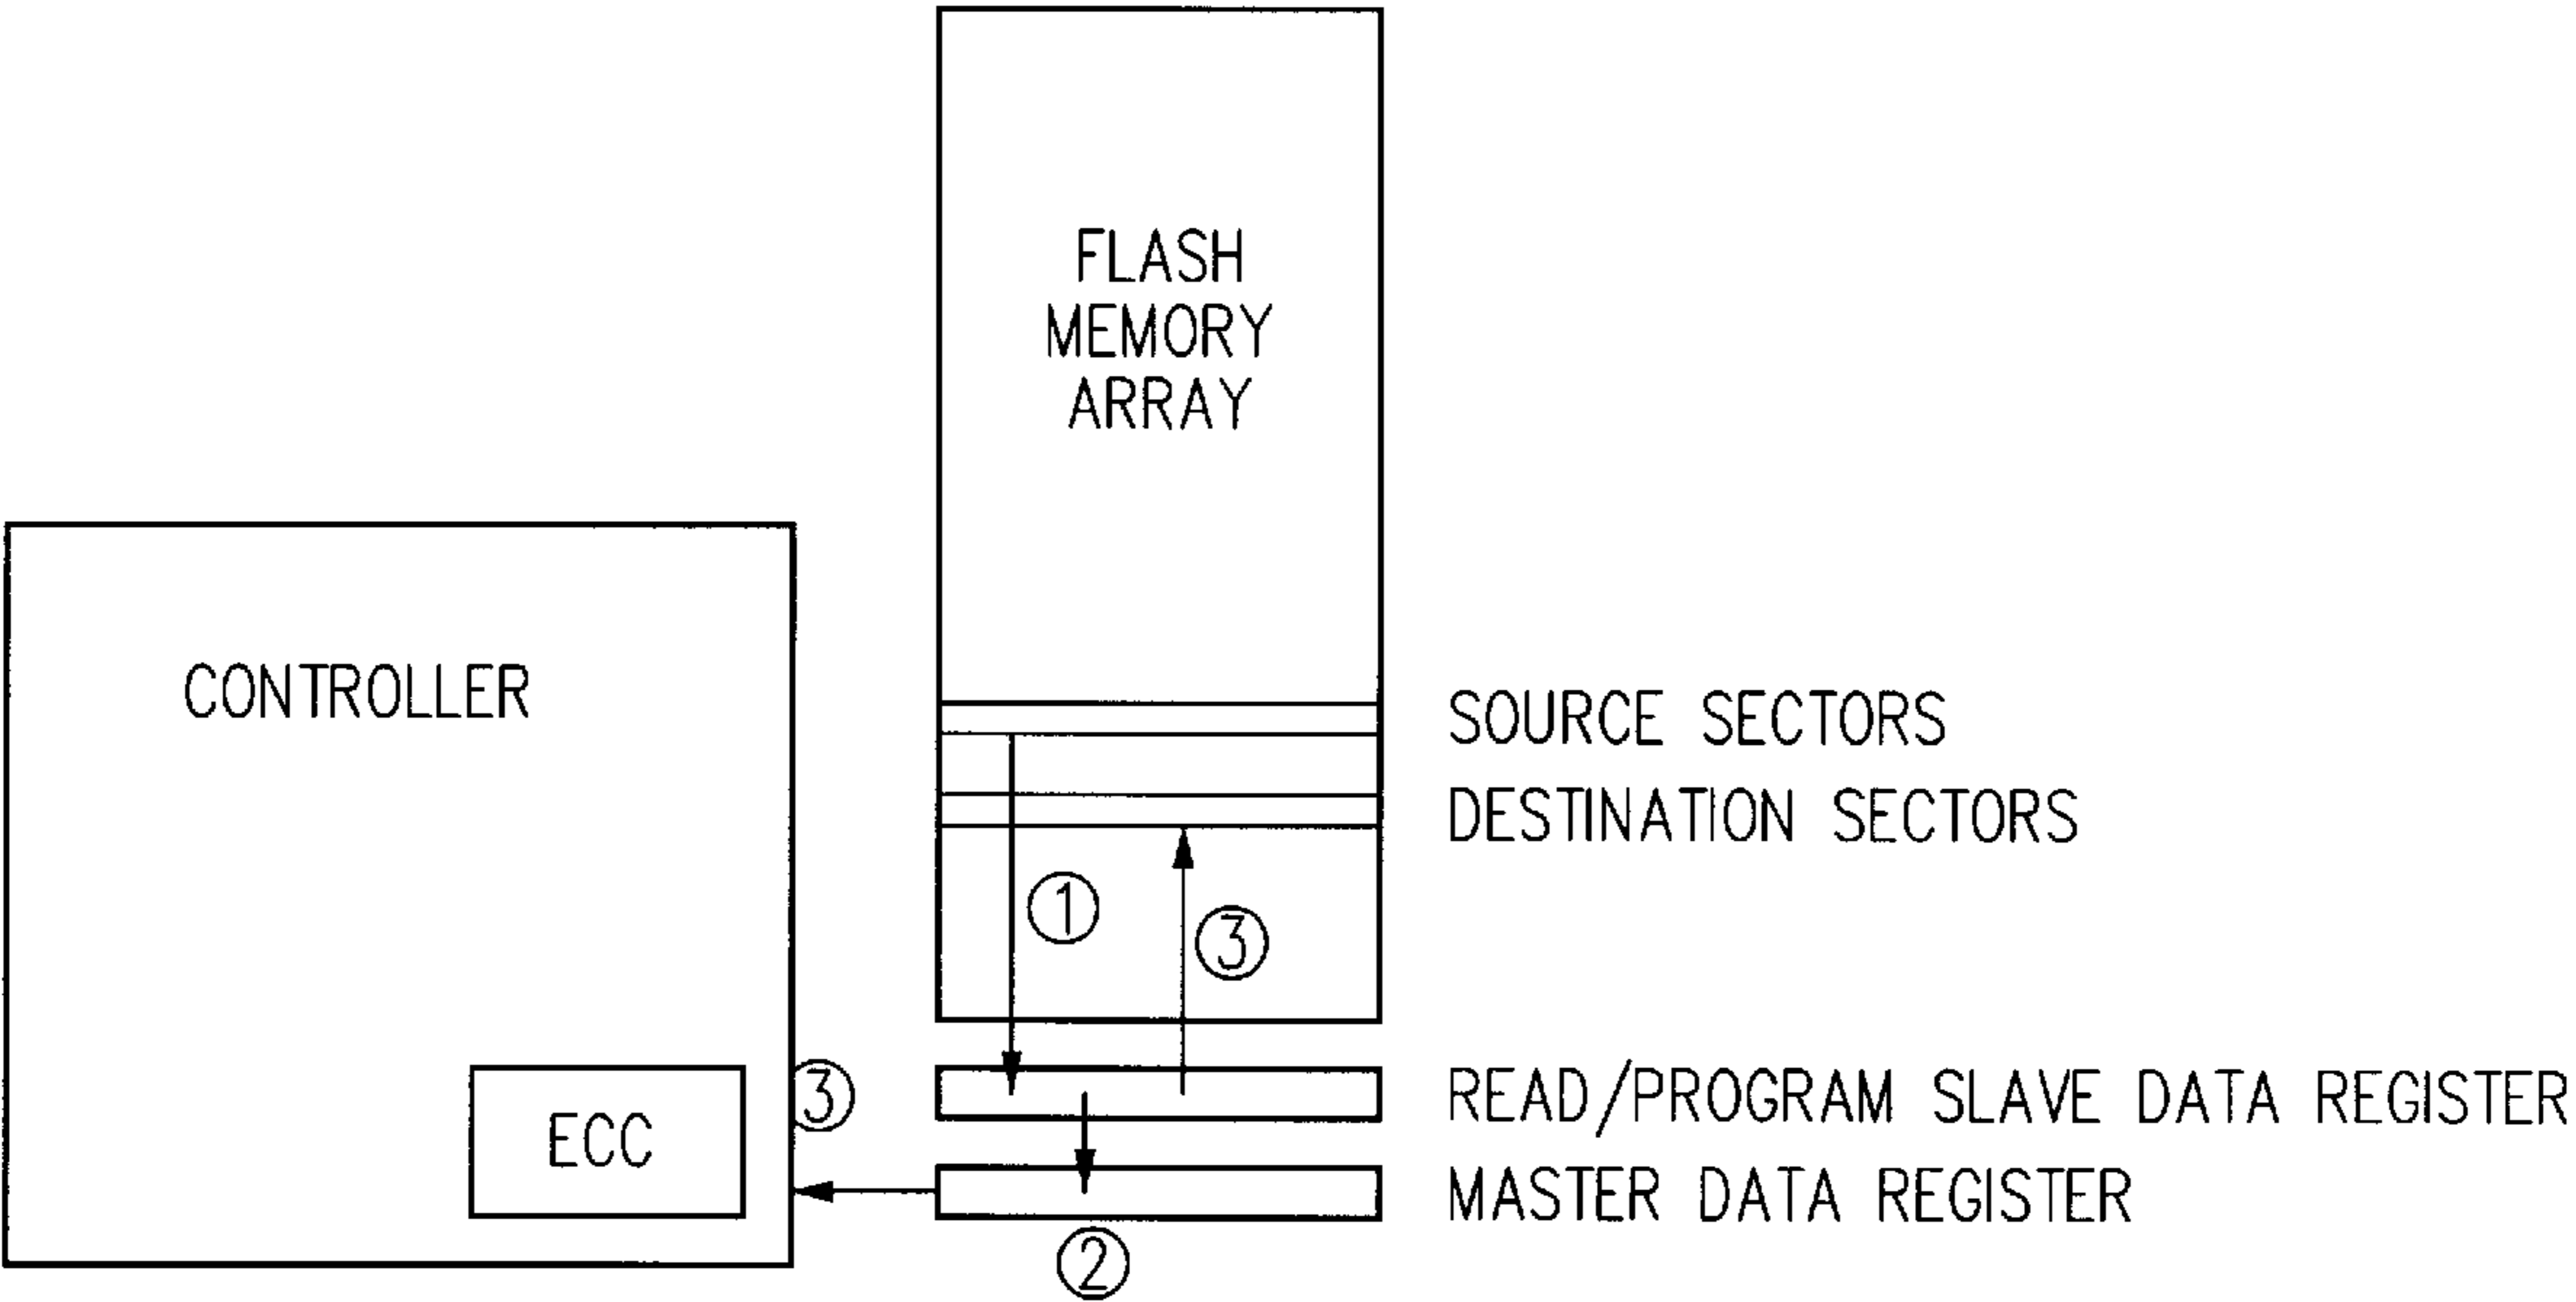 FLASH
MEMORY
ARRAY
CONTROLLER
SOURCE SECTORS
DESTINATION SECTORS
①
③
③
ECC
READ/PROGRAM SLAVE DATA REGISTER
MASTER DATA REGISTER
②